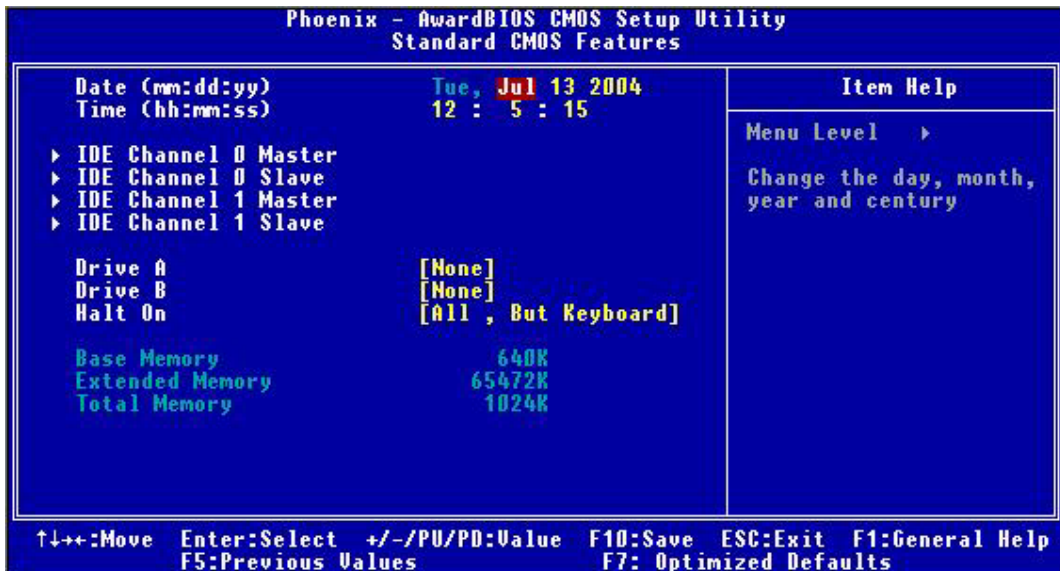 Phoenix - AwardBIOS CMOS Setup Utility
Standard CMOS Features
Date (mm:dd:yy) Tue, Jul 13 2004
Time (hh:mm:ss) 12 : 5 : 15
▸ IDE Channel 0 Master
▸ IDE Channel 0 Slave
▸ IDE Channel 1 Master
▸ IDE Channel 1 Slave
Drive A [None]
Drive B [None]
Halt On [All , But Keyboard]
Base Memory 640K
Extended Memory 65472K
Total Memory 1024K
Item Help
Menu Level ▸
Change the day, month,
year and century
↑↓→←:Move Enter:Select +/-/PU/PD:Value F10:Save ESC:Exit F1:General Help
F5:Previous Values F7: Optimized Defaults